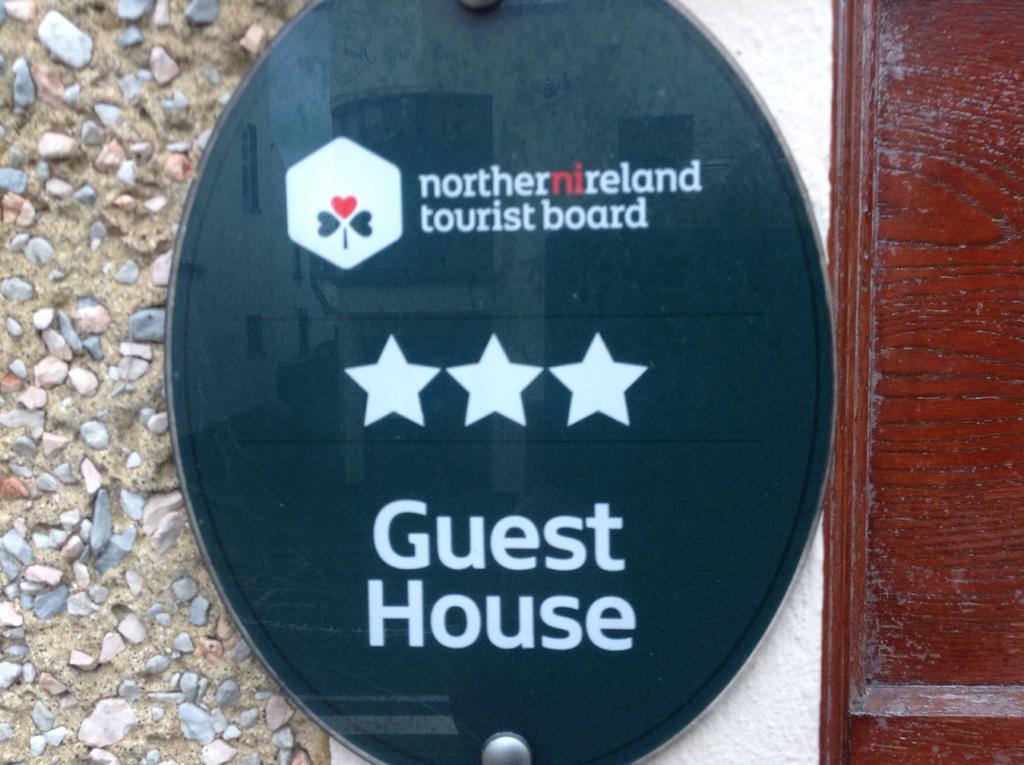 northernireland
tourist board
Guest
House